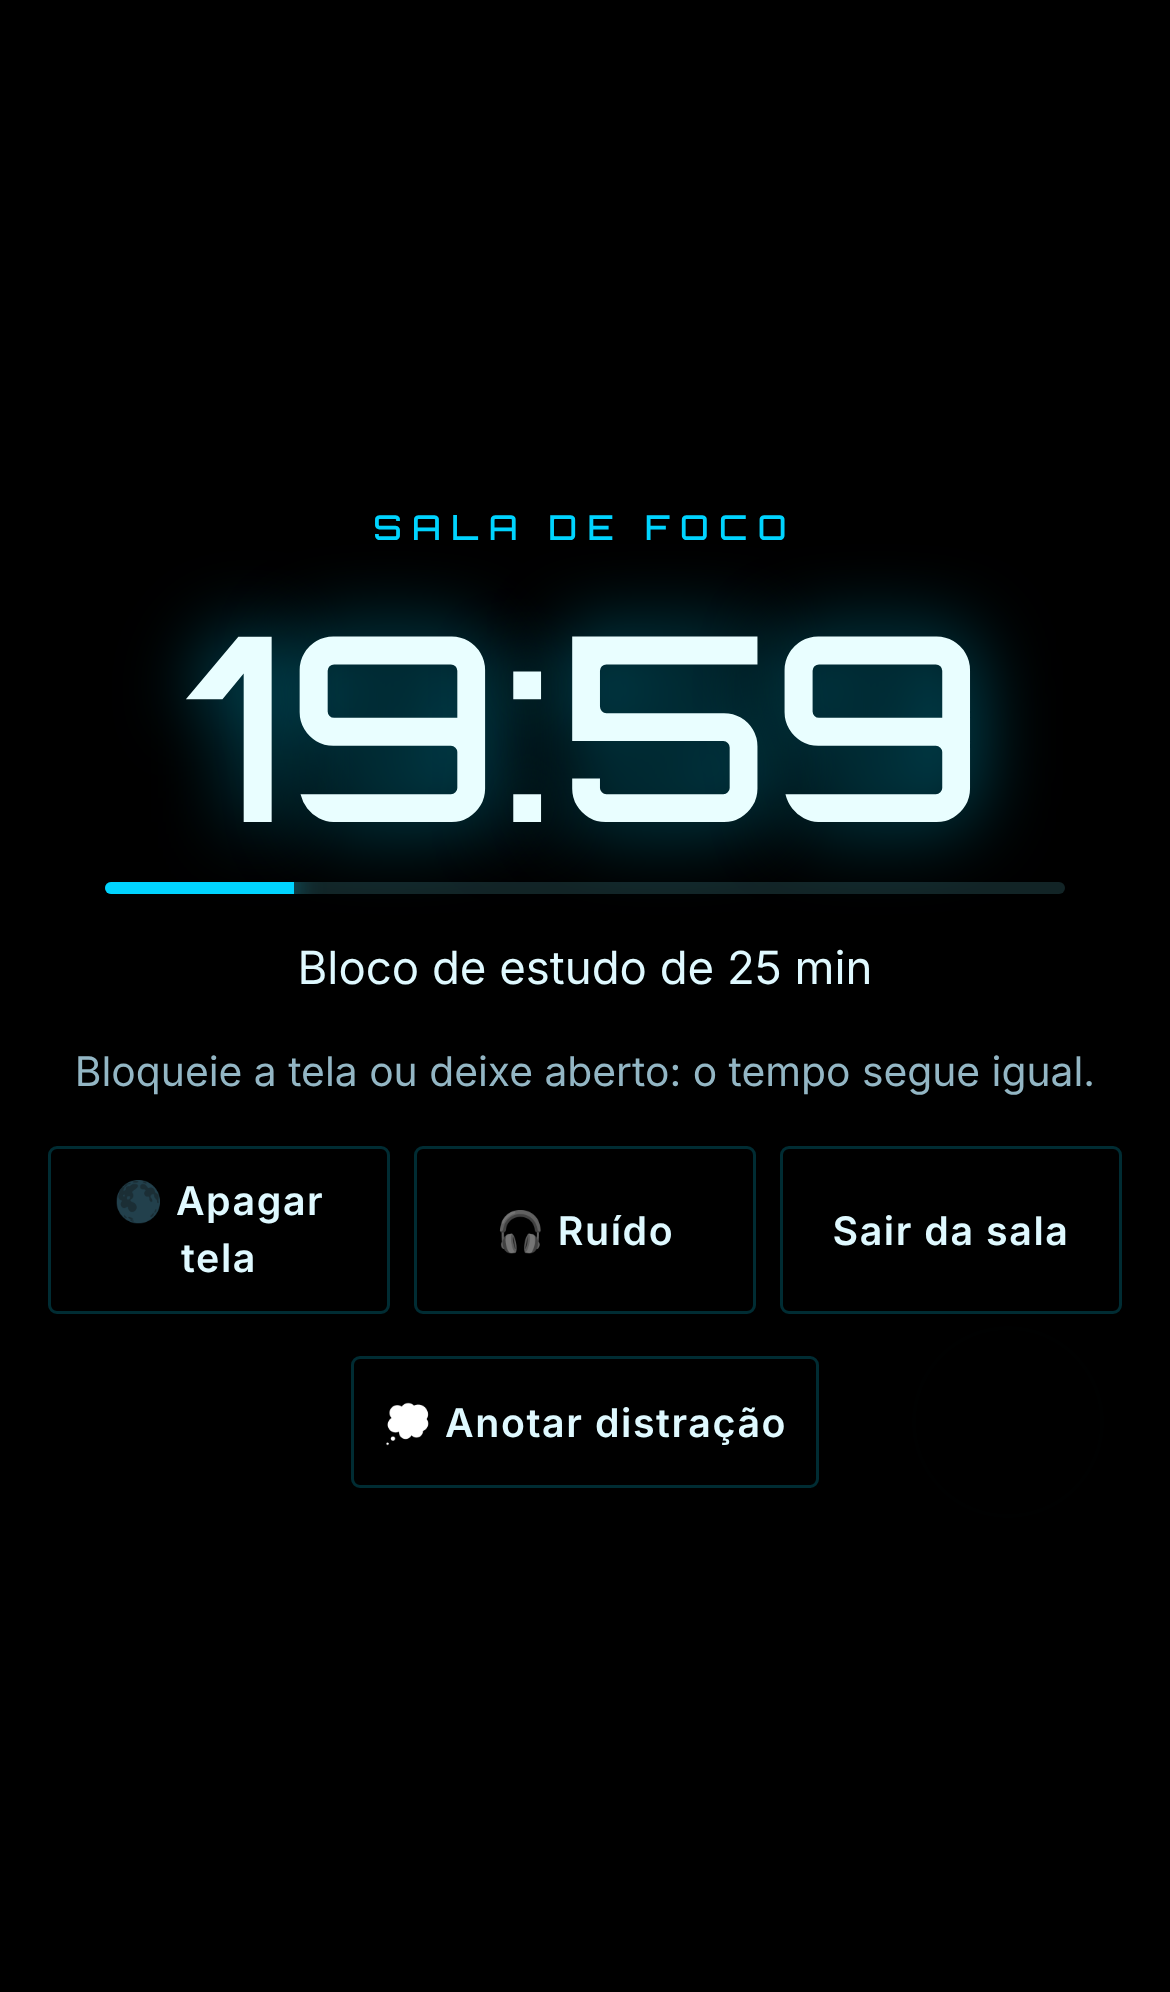 SALA DE FOCO
19:59
Bloco de estudo de 25 min
Bloqueie a tela ou deixe aberto: o tempo segue igual.
🌑 Apagar
tela
🎧 Ruído
Sair da sala
💭 Anotar distração